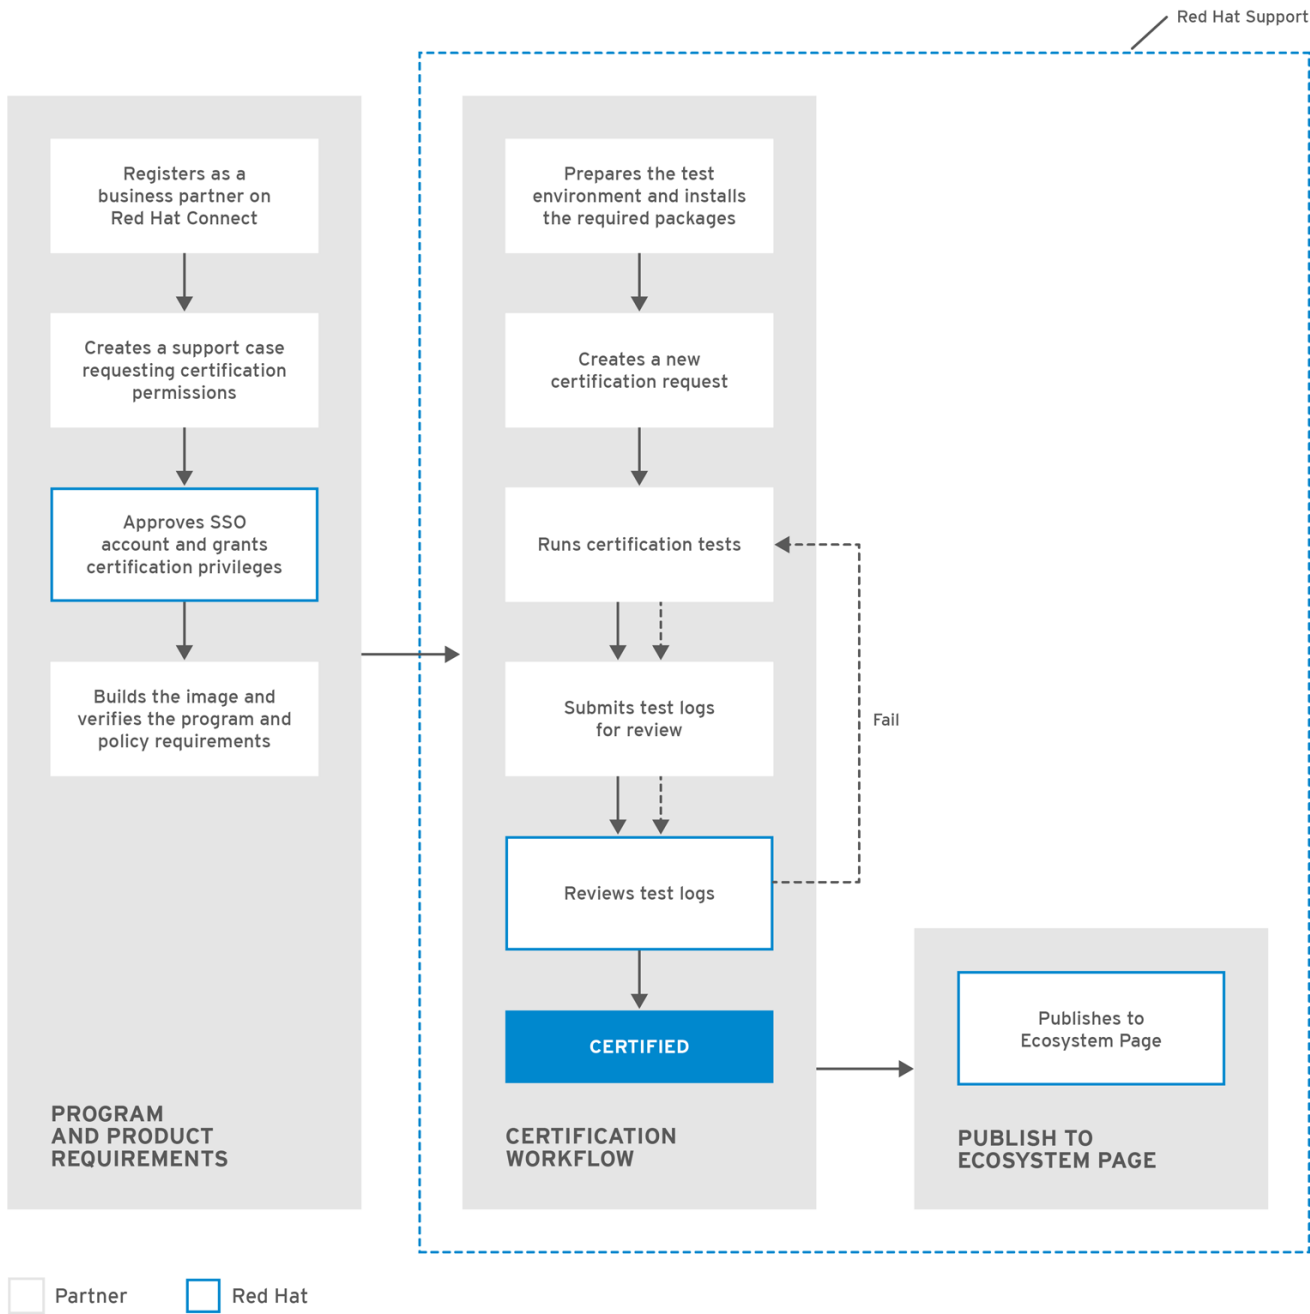 Red Hat Support
Registers as a
business partner on
Red Hat Connect
Creates a support case
requesting certification
permissions
Approves SSO
account and grants
certification privileges
Builds the image and
verifies the program and
policy requirements
PROGRAM
AND PRODUCT
REQUIREMENTS
Prepares the test
environment and installs
the required packages
Creates a new
certification request
Runs certification tests
Submits test logs
for review
Fail
Reviews test logs
CERTIFIED
CERTIFICATION
WORKFLOW
Publishes to
Ecosystem Page
PUBLISH TO
ECOSYSTEM PAGE
Partner
Red Hat